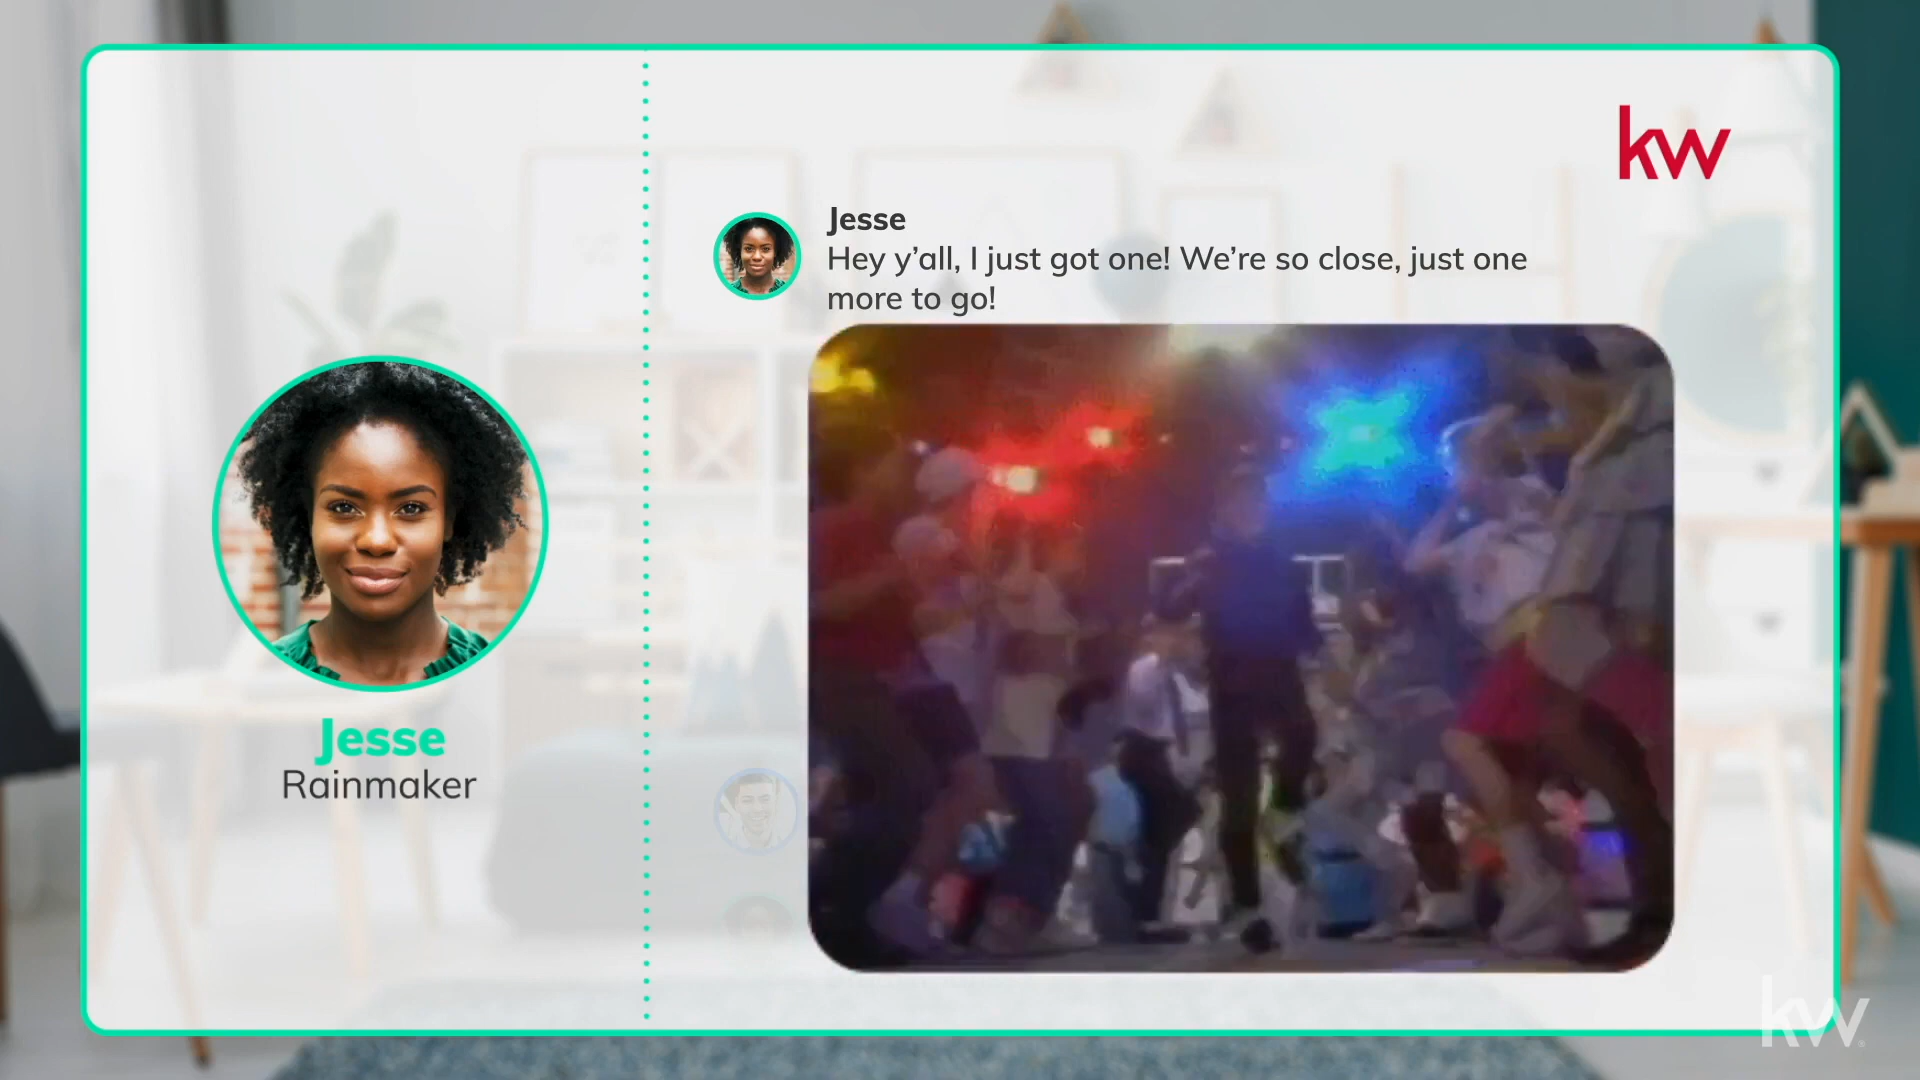 kw
Jesse
Hey y’all, I just got one! We’re so close, just one
more to go!
Jesse
Rainmaker
kw